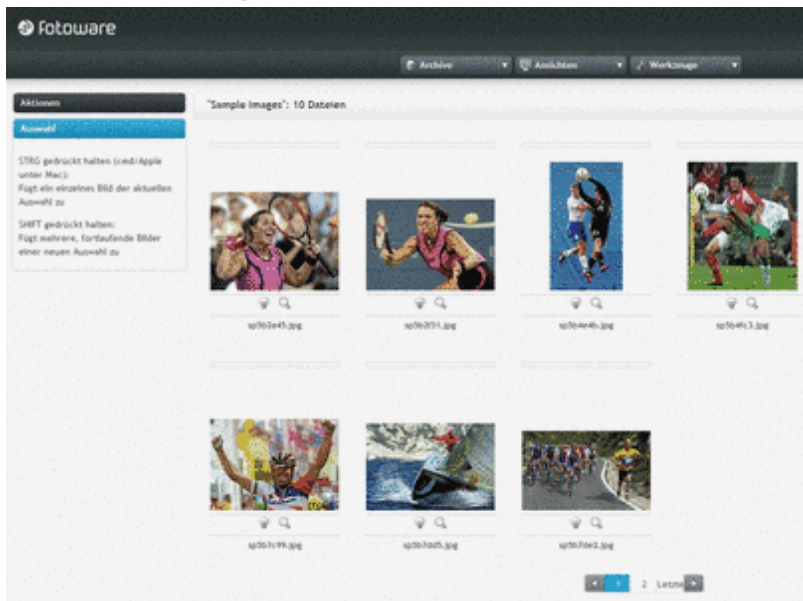 fotoware
Archive
Ansichten
Werkzeuge
Aktionen
"Sample Images": 10 Dateien
Auswahl
STRG gedrückt halten (cmd/Apple
unter Mac):
Fügt ein einzelnes Bild der aktuellen
Auswahl zu
SHIFT gedrückt halten:
Fügt mehrere, fortlaufende Bilder
einer neuen Auswahl zu
1 2 Letzte